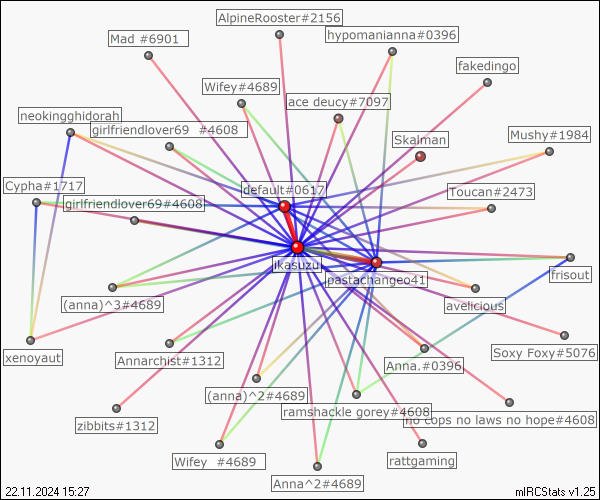 AlpineRooster#2156
Mad #6901
hypomanianna#0396
fakedingo
Wifey#4689
ace deucy#7097
neokingghidorah
girlfriendlover69 #4608
Skaiman
Mushy#1984
Cypha#1717
default#0617
Toucan#2473
girlfriendlover69#4608
ikasuzu
pastachange041
frisout
(anna)^3#4689
avelicious
xenoyaut
Annarchist#1312
Anna.#0396
Soxy Foxy#5076
(anna)^2#4689
ramshackle gorey#4608
no cops no laws no hope#4608
zibbits#1312
Wifey #4689
rattgaming
Anna^2#4689
22.11.2024 15:27
mIRCStats v1.25